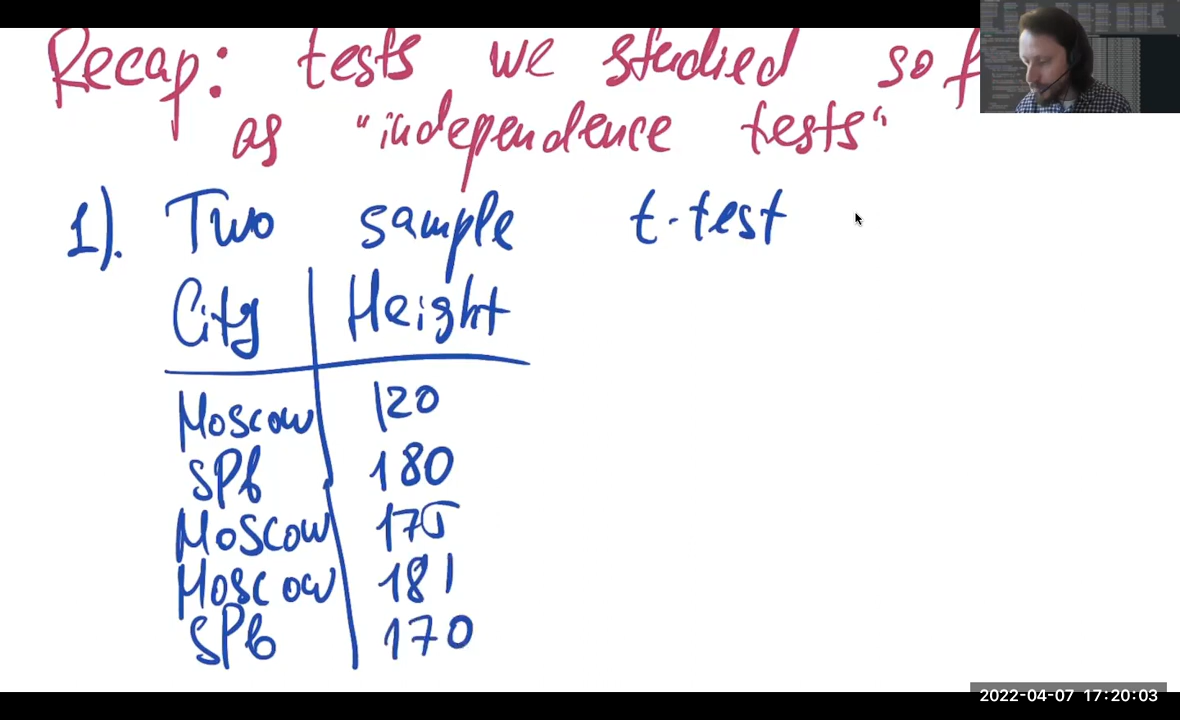 Recap: tests we studied so f
as "independence tests"
1). Two sample t-test
City Height
Moscow 120
SPb 180
Moscow 175
Moscow 181
SPb 170
2022-04-07 17:20:03